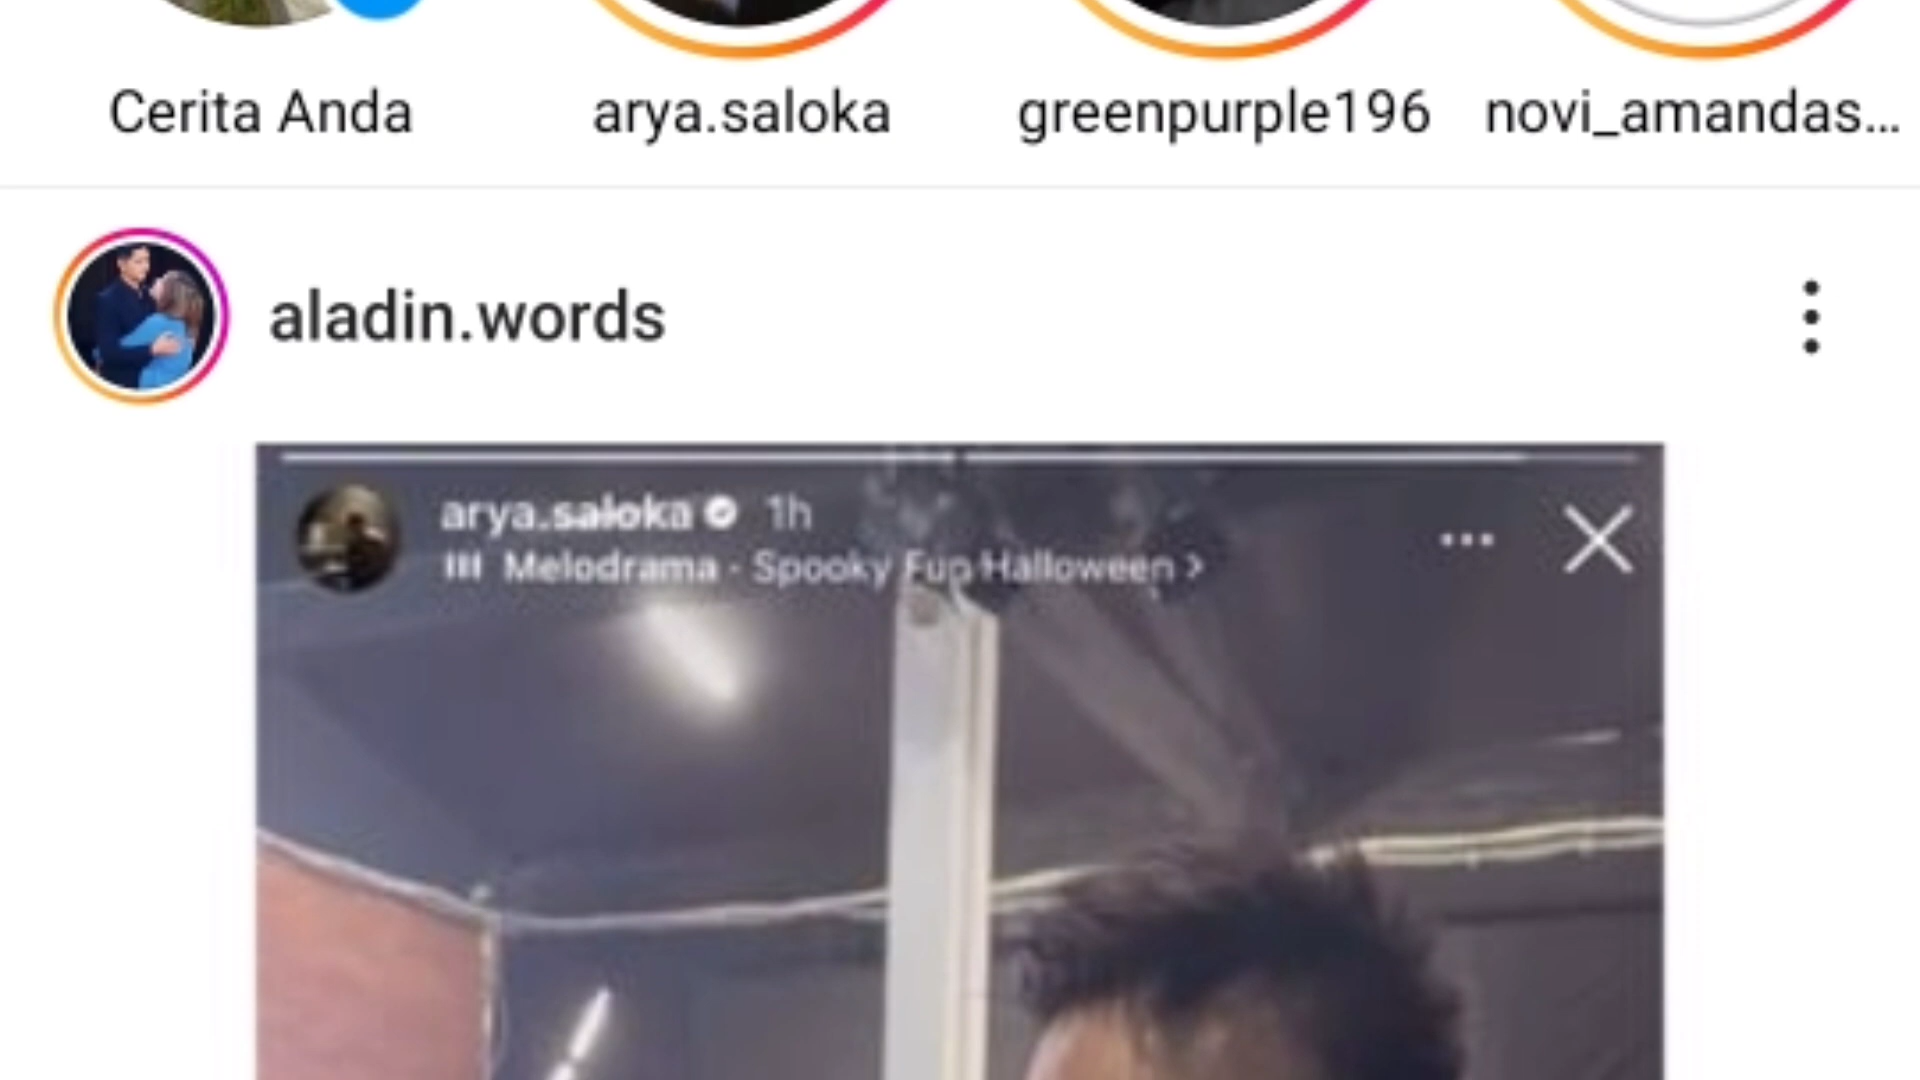 Cerita Anda
arya.saloka
greenpurple196
novi_amandas...
aladin.words
arya.saloka 1h
Melodrama · Spooky Fun Halloween >